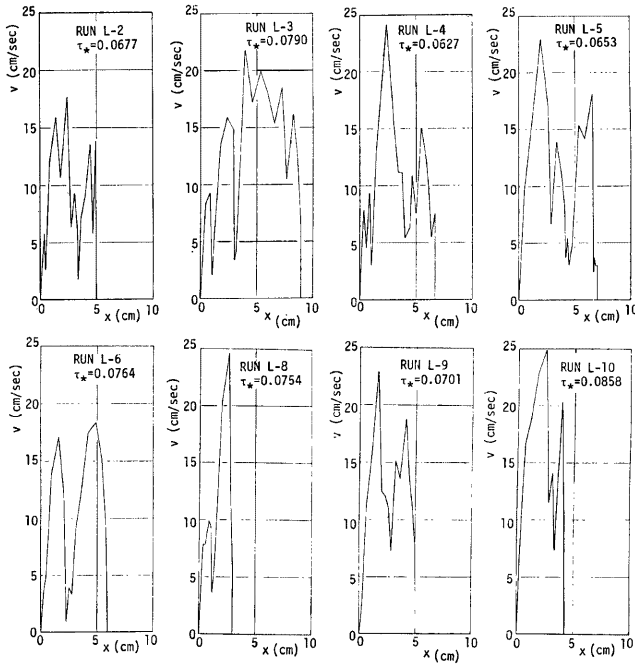 RUN L-2
τ*=0.0677
v (cm/sec)
25
20
15
10
5
0
0 5 10
x (cm)
RUN L-3
τ*=0.0790
v (cm/sec)
25
20
15
10
5
0
0 5 10
x (cm)
RUN L-4
τ*=0.0627
v (cm/sec)
25
20
15
10
5
0
0 5 10
x (cm)
RUN L-5
τ*=0.0653
v (cm/sec)
25
20
15
10
5
0
0 5 10
x (cm)
RUN L-6
τ*=0.0764
v (cm/sec)
25
20
15
10
5
0
0 5 10
x (cm)
RUN L-8
τ*=0.0754
v (cm/sec)
25
20
15
10
5
0
0 5 10
x (cm)
RUN L-9
τ*=0.0701
v (cm/sec)
25
20
15
10
5
0
0 5 10
x (cm)
RUN L-10
τ*=0.0858
v (cm/sec)
25
20
15
10
5
0
0 5 10
x (cm)